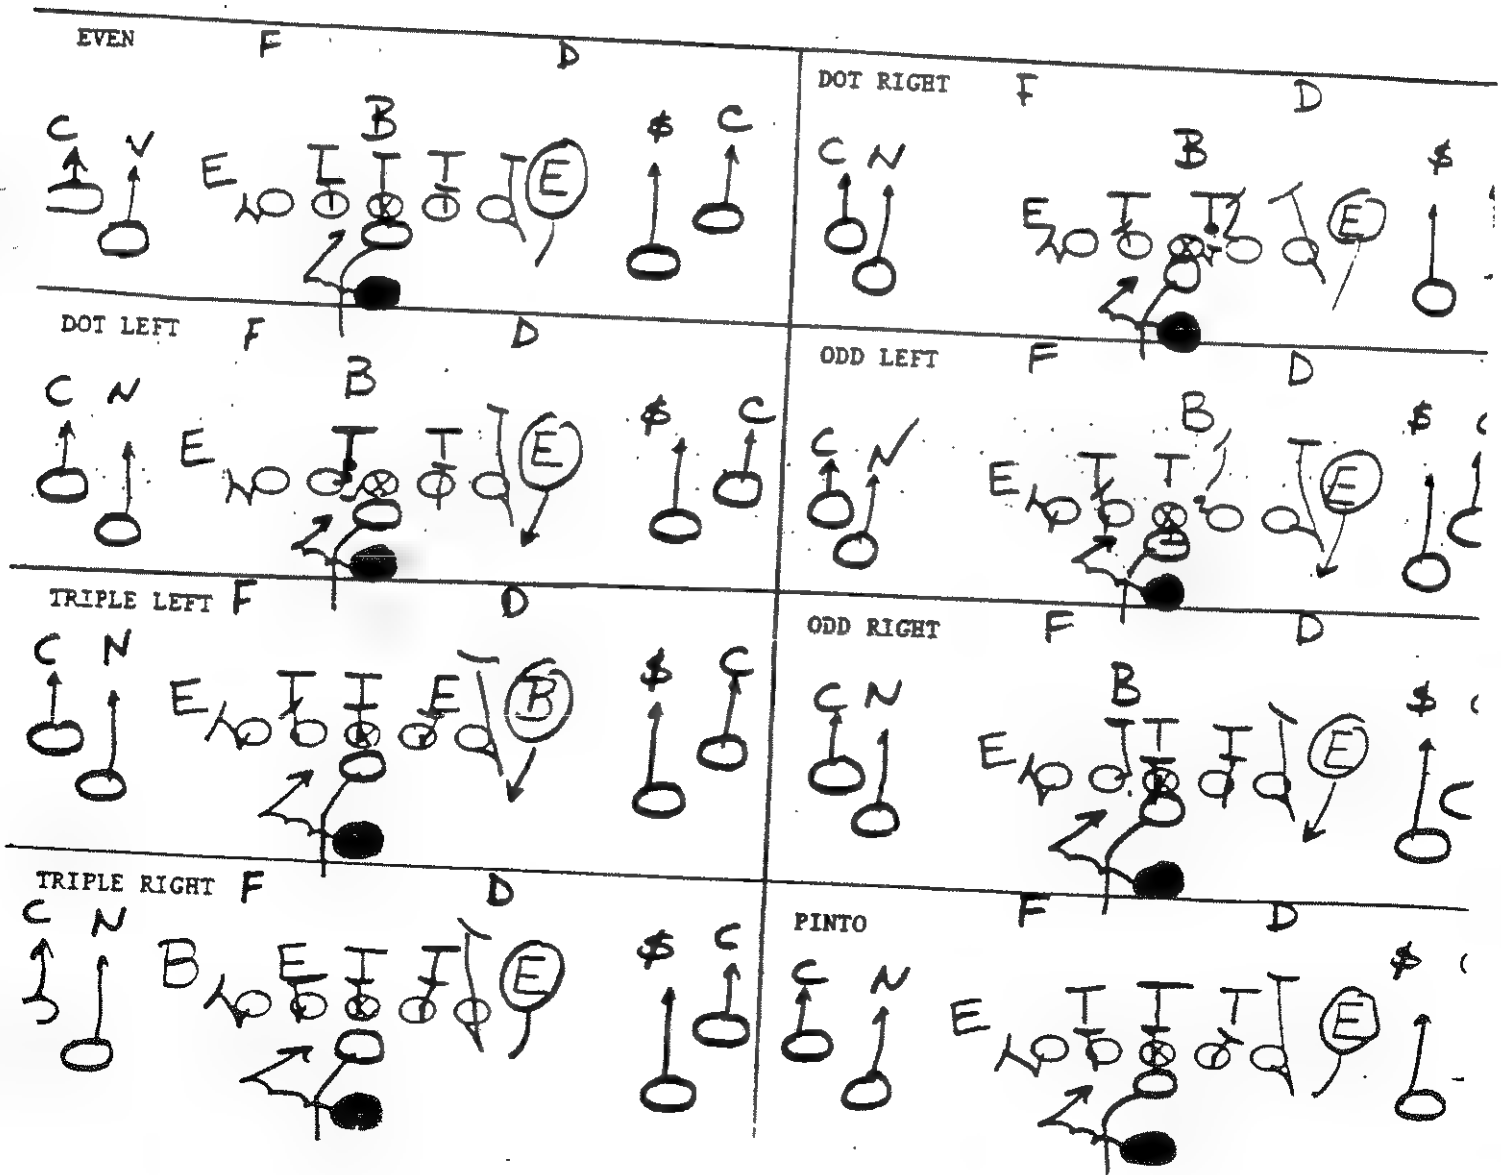 EVEN
F D
C N B $ C
E T T T E
DOT RIGHT
F D
C N B $
E T T E
DOT LEFT
F D
C N B $ C
E T T E
ODD LEFT
F D
C N B $ C
E T T E
TRIPLE LEFT
F D
C N $ C
E T T E B
ODD RIGHT
F D
C N B $ C
E T T T E
TRIPLE RIGHT
F D
C N $ C
B E T T E
PINTO
F D
C N $ C
E T T T E